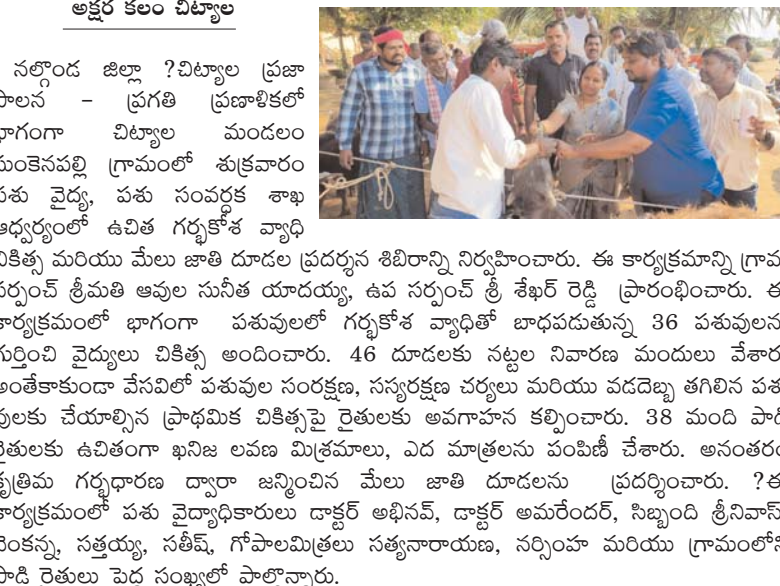 అక్షర కలం చిట్యాల
నల్గొండ జిల్లా ?చిట్యాల ప్రజా
పాలన – ప్రగతి ప్రణాళికలో
భాగంగా చిట్యాల మండలం
సుంకెనపల్లి గ్రామంలో శుక్రవారం
పశు వైద్య, పశు సంవర్ధక శాఖ
ఆధ్వర్యంలో ఉచిత గర్భకోశ వ్యాధి
చికిత్స మరియు మేలు జాతి దూడల ప్రదర్శన శిబిరాన్ని నిర్వహించారు. ఈ కార్యక్రమాన్ని గ్రామ
సర్పంచ్ శ్రీమతి ఆవుల సునీత యాదయ్య, ఉప సర్పంచ్ శ్రీ శేఖర్ రెడ్డి ప్రారంభించారు. ఈ
కార్యక్రమంలో భాగంగా పశువులలో గర్భకోశ వ్యాధితో బాధపడుతున్న 36 పశువులను
గుర్తించి వైద్యులు చికిత్స అందించారు. 46 దూడలకు నట్టల నివారణ మందులు వేశారు
అంతేకాకుండా వేసవిలో పశువుల సంరక్షణ, సస్యరక్షణ చర్యలు మరియు వడదెబ్బ తగిలిన పశు
వులకు చేయాల్సిన ప్రాథమిక చికిత్సపై రైతులకు అవగాహన కల్పించారు. 38 మంది పాడి
రైతులకు ఉచితంగా ఖనిజ లవణ మిశ్రమాలు, ఎద మాత్రలను పంపిణీ చేశారు. అనంతరం
కృత్రిమ గర్భధారణ ద్వారా జన్మించిన మేలు జాతి దూడలను ప్రదర్శించారు. ?ఈ
కార్యక్రమంలో పశు వైద్యాధికారులు డాక్టర్ అభినవ్, డాక్టర్ అమరేందర్, సిబ్బంది శ్రీనివాస్,
వెంకన్న, సత్తయ్య, సతీష్, గోపాలమిత్రలు సత్యనారాయణ, నర్సింహ మరియు గ్రామంలోని
పాడి రైతులు పెద్ద సంఖ్యలో పాల్గొన్నారు.